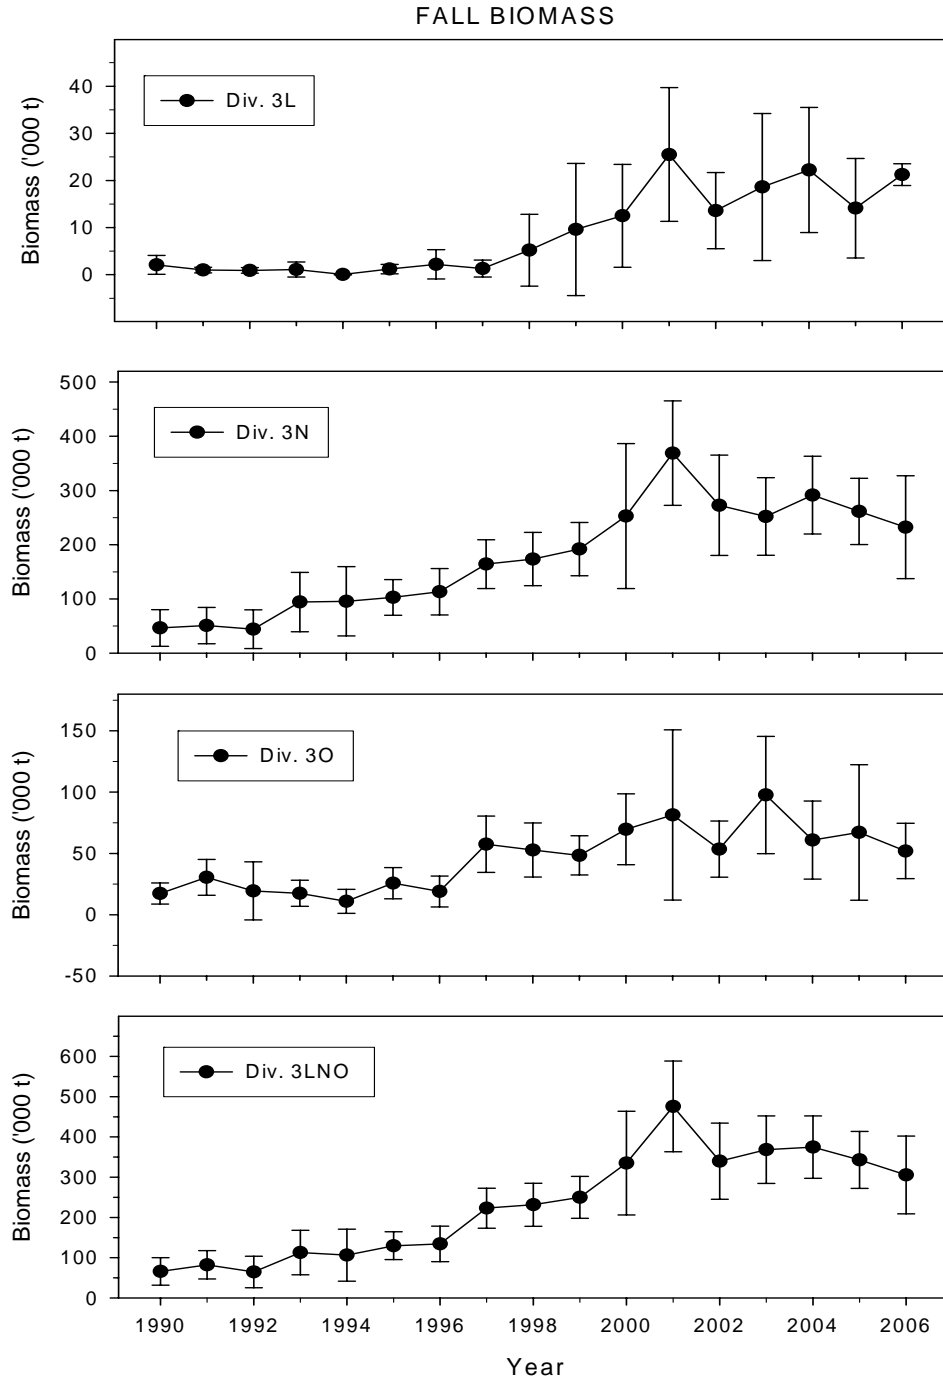 FALL BIOMASS
Biomass ('000 t)
40
30
20
10
0
Div. 3L
Biomass ('000 t)
500
400
300
200
100
0
Div. 3N
Biomass ('000 t)
150
100
50
0
-50
Div. 3O
Biomass ('000 t)
600
500
400
300
200
100
0
Div. 3LNO
1990 1992 1994 1996 1998 2000 2002 2004 2006
Year